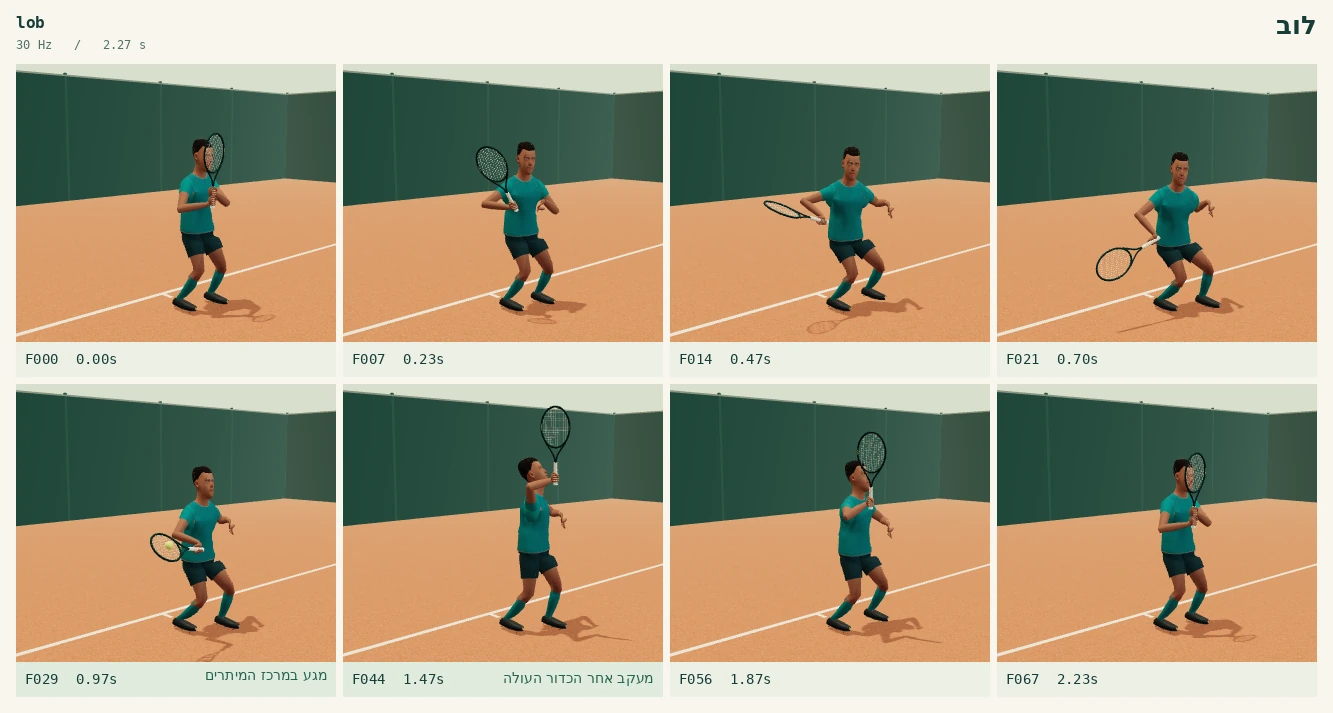 lob
לוב
30 Hz / 2.27 s
F000 0.00s
F007 0.23s
F014 0.47s
F021 0.70s
F029 0.97s
מגע במרכז המיתרים
F044 1.47s
מעקב אחר הכדור העולה
F056 1.87s
F067 2.23s